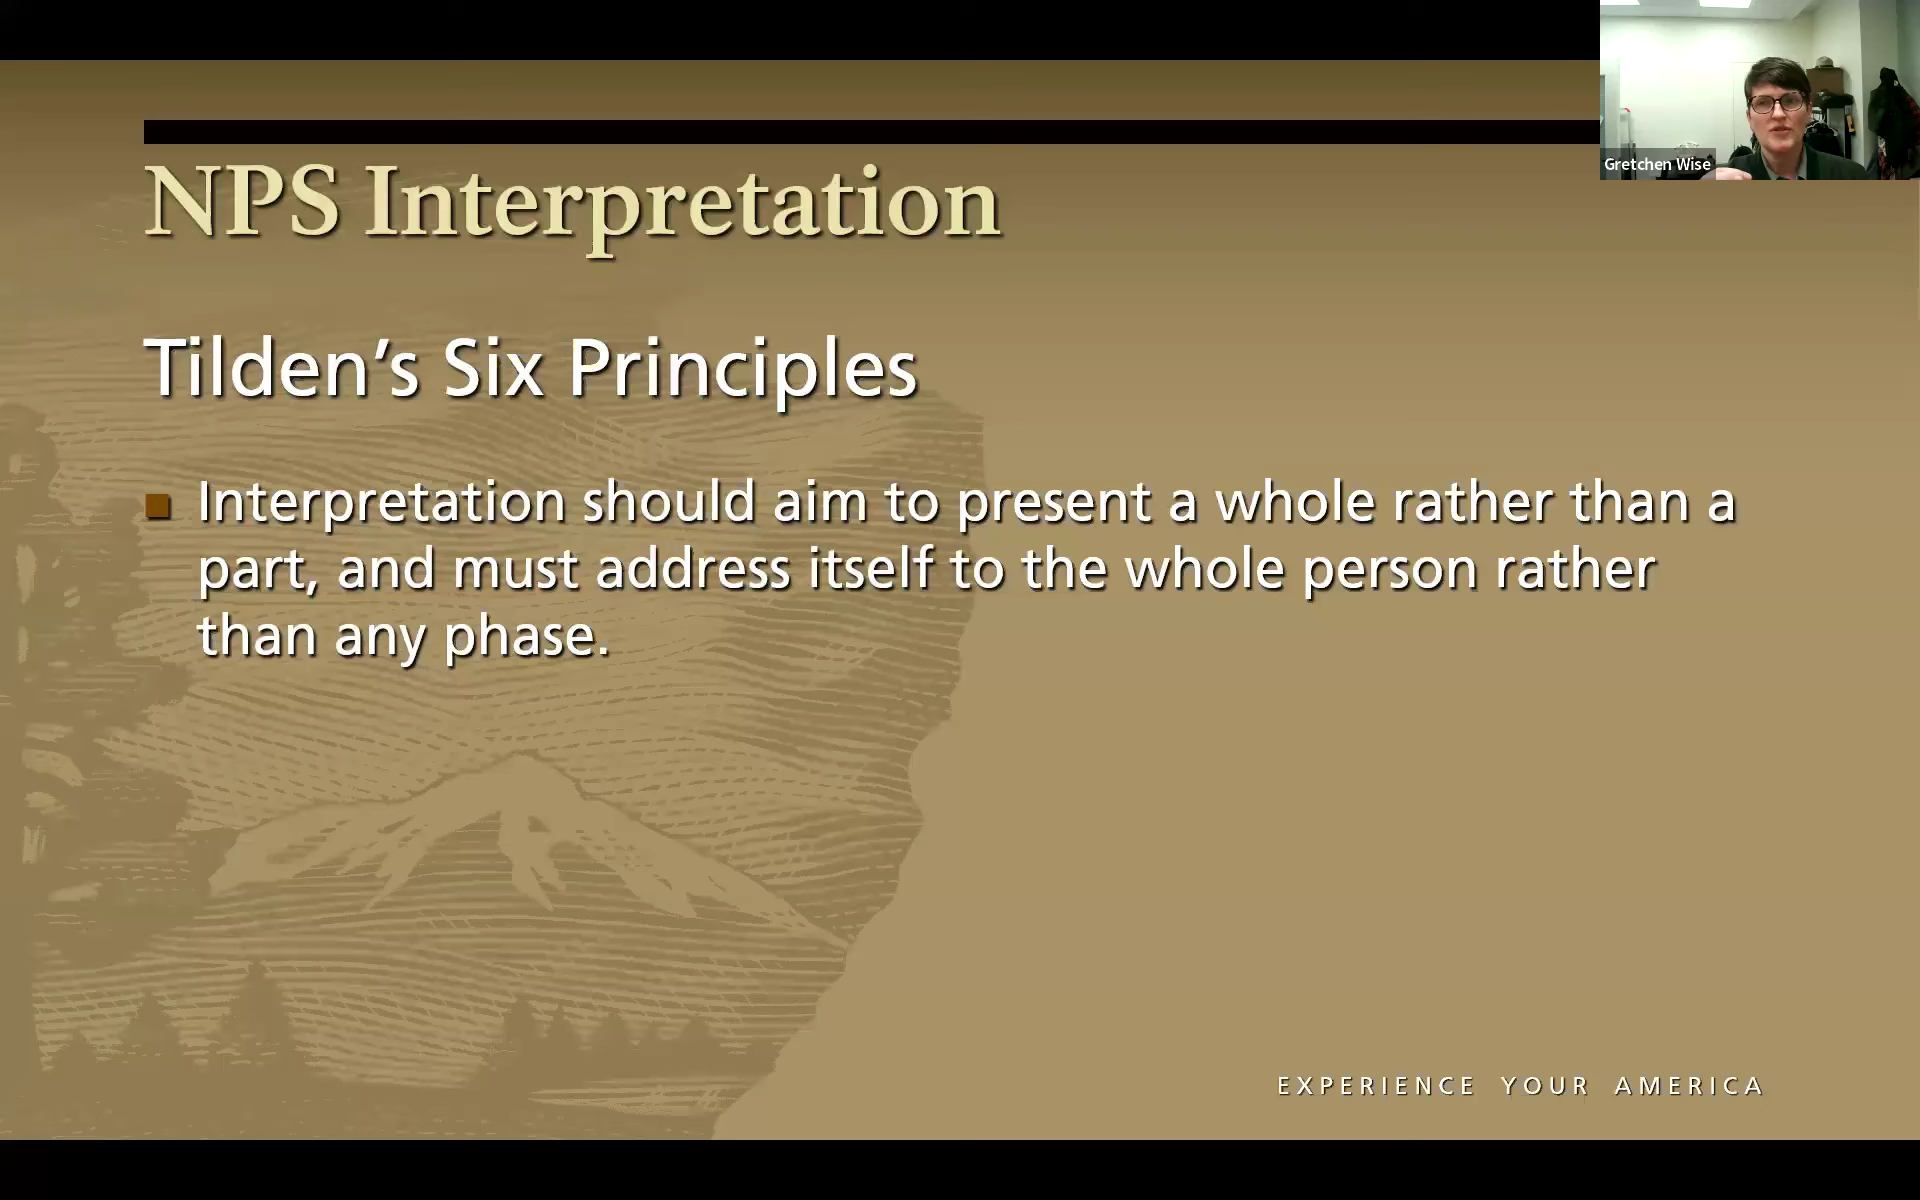 Gretchen Wise
NPS Interpretation
Tilden’s Six Principles
Interpretation should aim to present a whole rather than a
part, and must address itself to the whole person rather
than any phase.
EXPERIENCE YOUR AMERICA